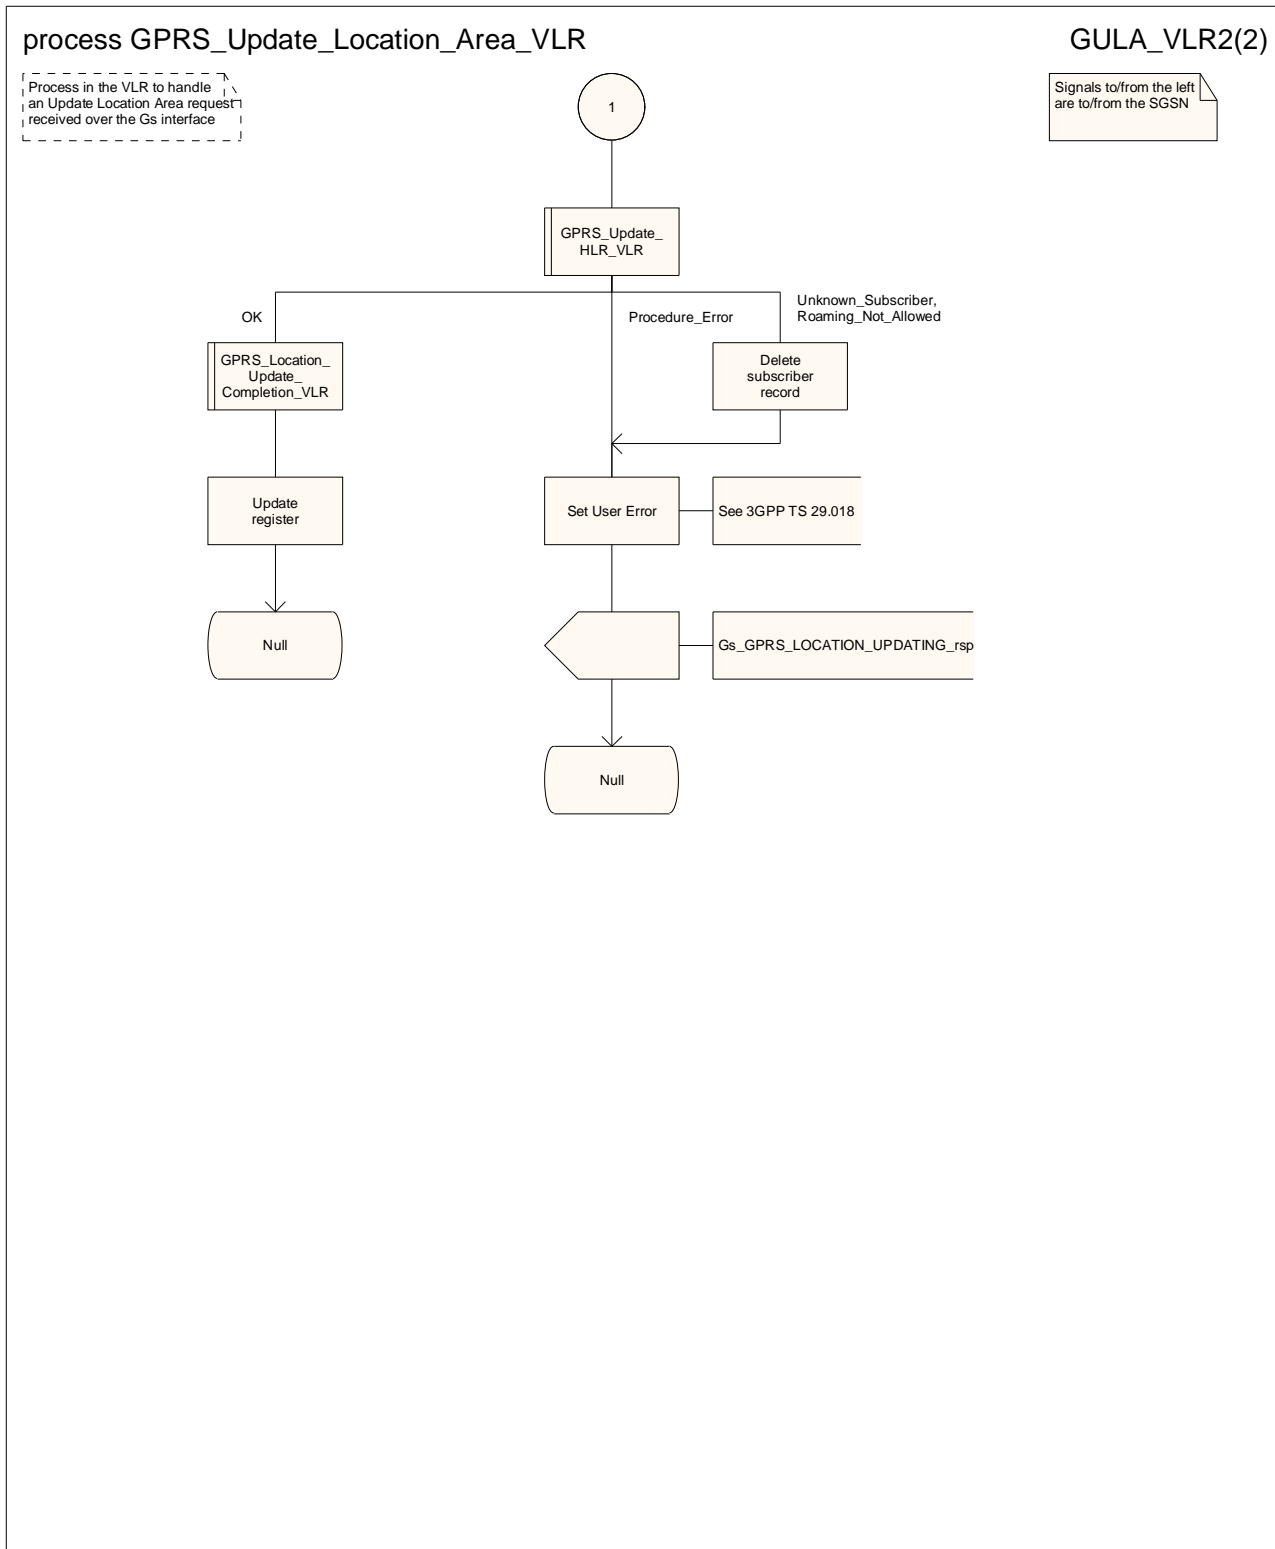 process GPRS_Update_Location_Area_VLR
GULA_VLR2(2)
Process in the VLR to handle
an Update Location Area request
received over the Gs interface
1
Signals to/from the left
are to/from the SGSN
GPRS_Update_
HLR_VLR
OK
Procedure_Error
Unknown_Subscriber,
Roaming_Not_Allowed
GPRS_Location_
Update_
Completion_VLR
Delete
subscriber
record
Update
register
Set User Error
See 3GPP TS 29.018
Null
Gs_GPRS_LOCATION_UPDATING_rsp
Null